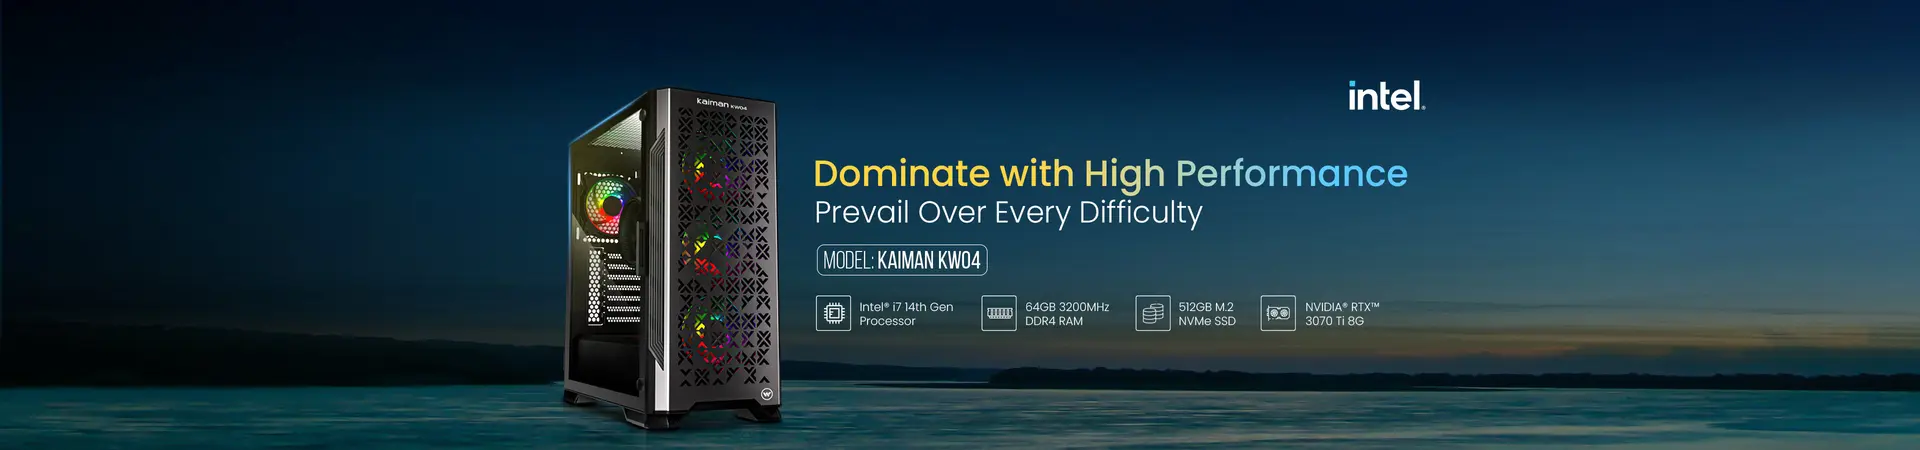 kaiman KW04
intel.
Dominate with High Performance
Prevail Over Every Difficulty
MODEL: KAIMAN KW04
Intel® i7 14th Gen
Processor
64GB 3200MHz
DDR4 RAM
512GB M.2
NVMe SSD
NVIDIA® RTX™
3070 Ti 8G
W